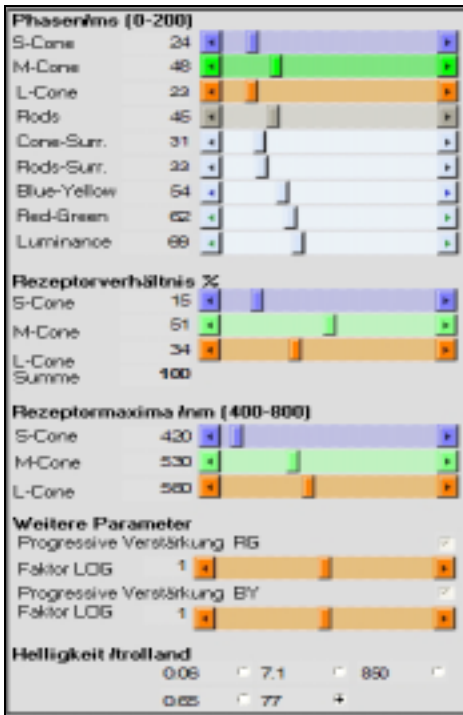 Phasen/ms (0-200)
S-Cone 24
M-Cone 48
L-Cone 23
Rods 45
Cone-Surr. 31
Rods-Surr. 33
Blue-Yellow 54
Red-Green 62
Luminance 69
Rezeptorverhältnis %
S-Cone 15
M-Cone 51
L-Cone 34
Summe 100
Rezeptormaxima /nm (400-800)
S-Cone 420
M-Cone 530
L-Cone 560
Weitere Parameter
Progressive Verstärkung RG
Faktor LOG 1
Progressive Verstärkung BY
Faktor LOG 1
Helligkeit /trolland
0.06 7.1 850
0.65 77